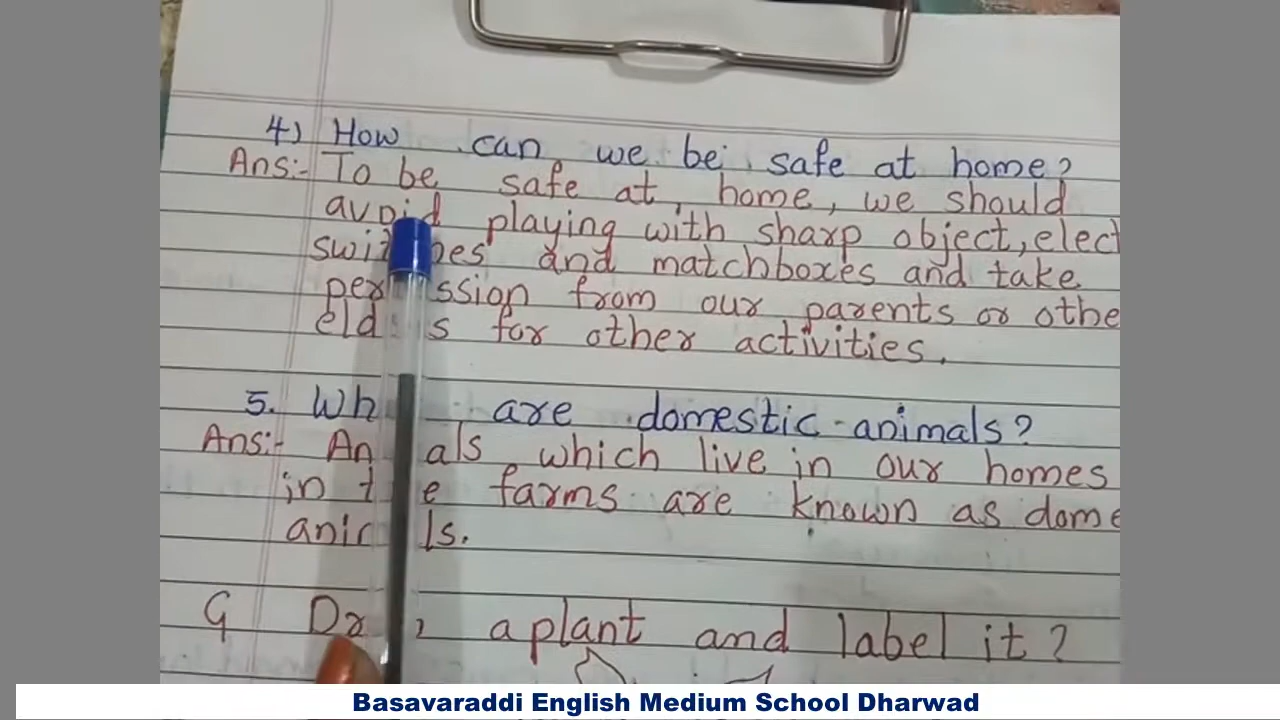 4) How can we be safe at home?
Ans:- To be safe at home, we should
avoid playing with sharp object, elect
and matchboxes and take
from our parents or othe
for other activities.
5. are domestic animals?
Ans:- which live in our homes
in farms are known as dome
G a plant and label it?
Basavaraddi English Medium School Dharwad